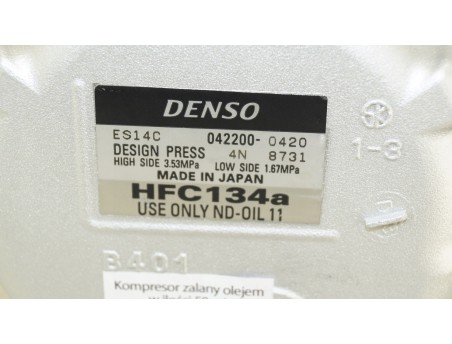 DENSO
ES14C 042200-0420
DESIGN PRESS 4N 8731
HIGH SIDE 3.53MPa LOW SIDE 1.67MPa
MADE IN JAPAN
HFC134a
USE ONLY ND-OIL 11
1-3
B401
Kompresor zalany olejem